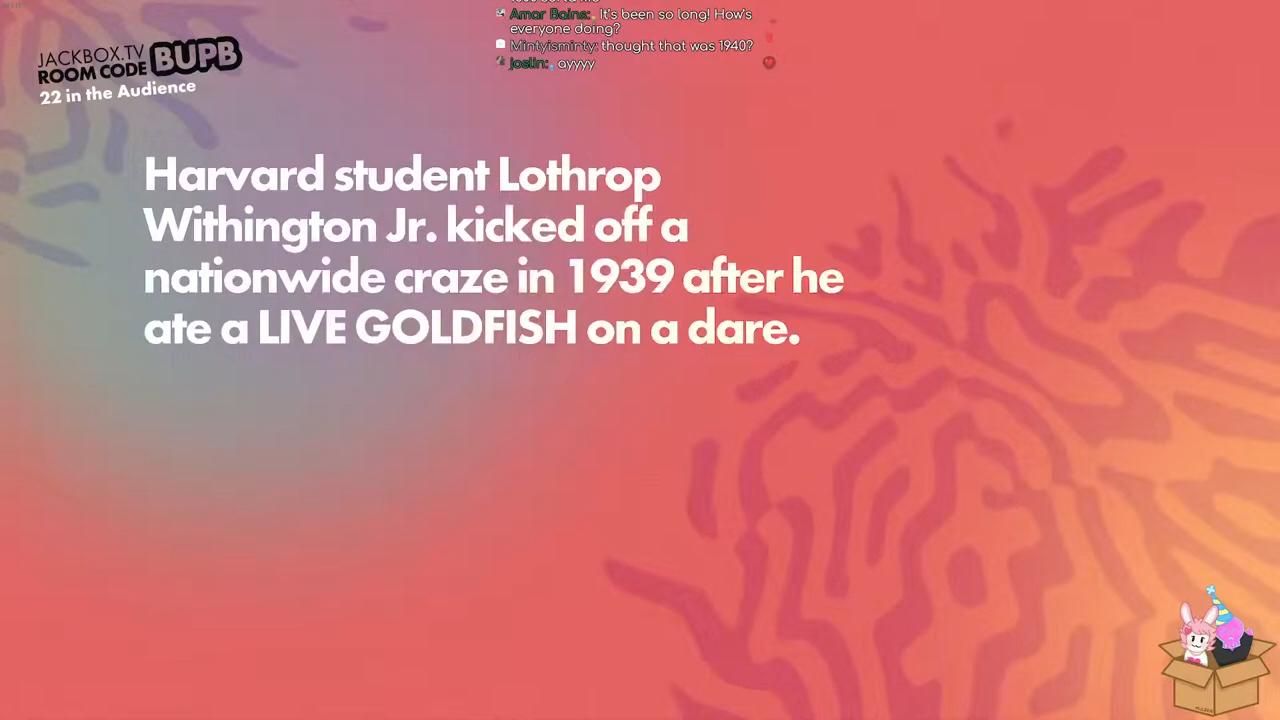 JACKBOX.TV
ROOM CODE BUPB
22 in the Audience
Amar Bains: It's been so long! How's
everyone doing?
Mintyisminty: thought that was 1940?
joslin: ayyyy
Harvard student Lothrop
Withington Jr. kicked off a
nationwide craze in 1939 after he
ate a LIVE GOLDFISH on a dare.